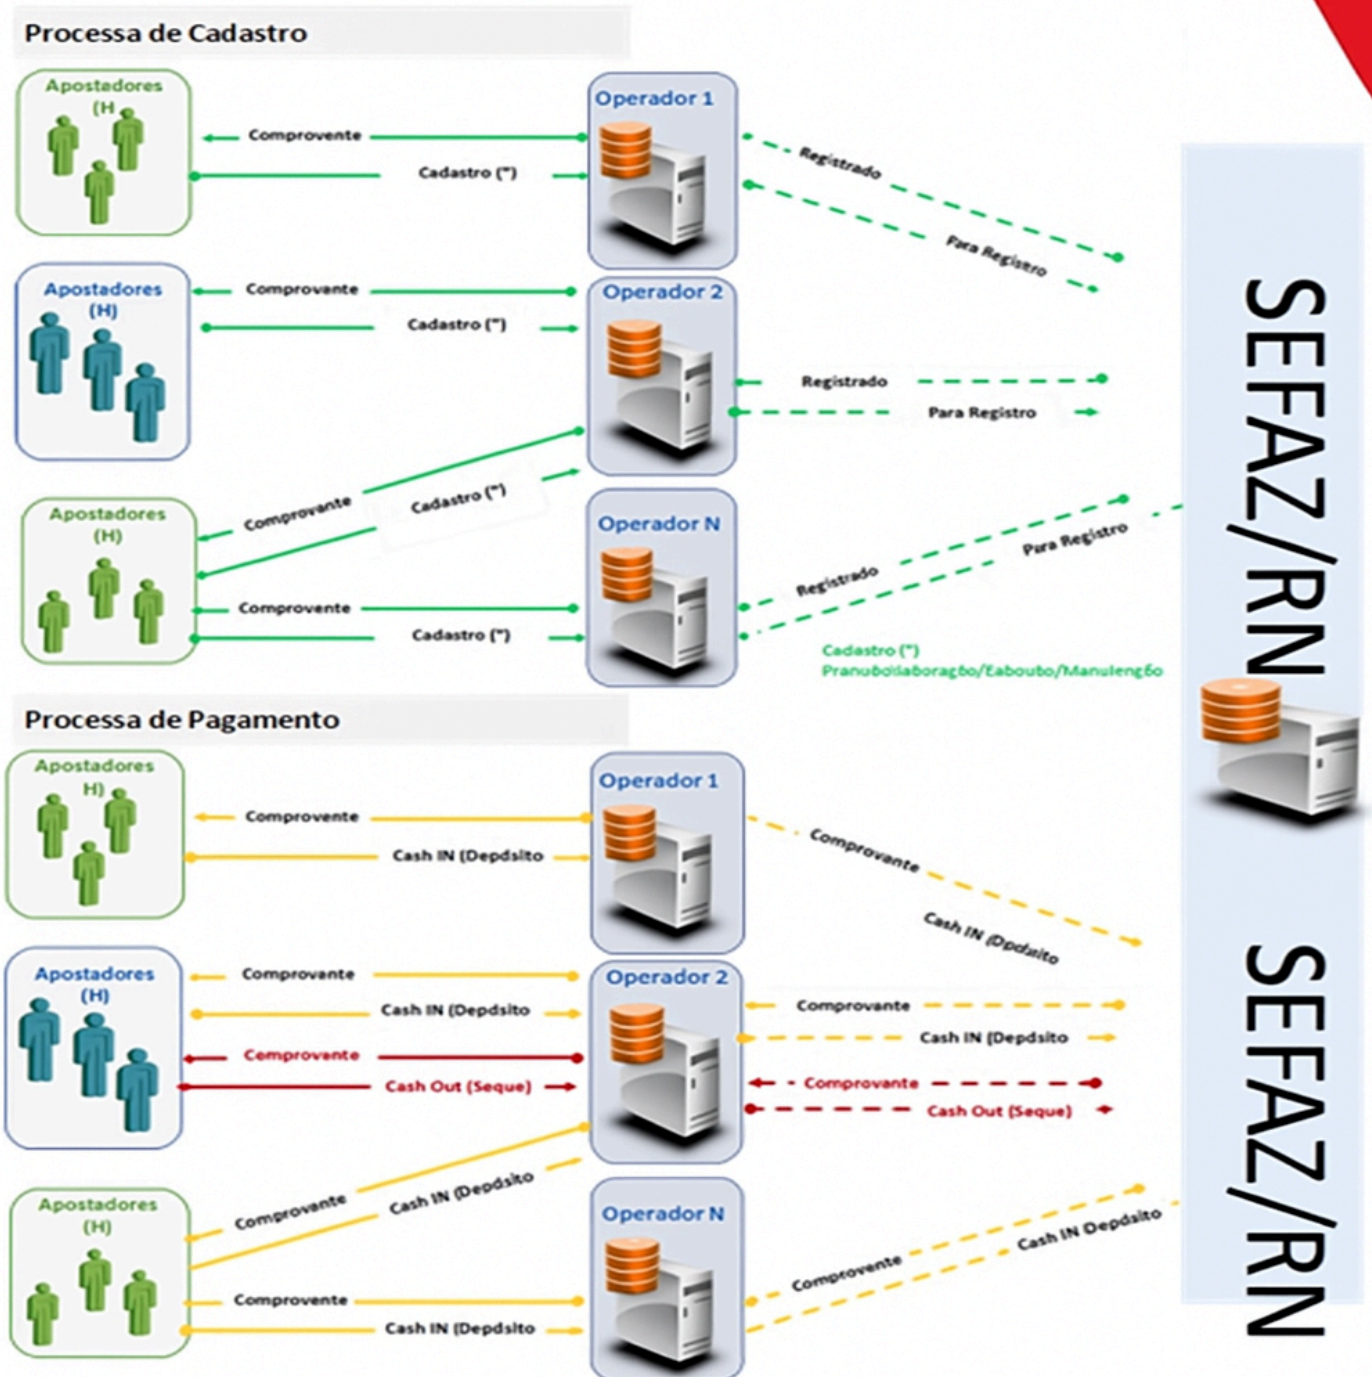 Processa de Cadastro
Apostadores
(H
Comprovente
Cadastro (*)
Operador 1
Registrado
Para Registro
Apostadores
(H)
Comprovante
Cadastro (*)
Operador 2
Registrado
Para Registro
Comprovante
Cadastro (*)
Apostadores
(H)
Comprovente
Cadastro (*)
Operador N
Registrado
Para Registro
Cadastro (*)
SEFAZ/RN
Processa de Pagamento
Apostadores
H)
Comprovente
Cash IN (Depdsito
Operador 1
Comprovante
Cash IN (Dpdsito
Apostadores
(H)
Comprovante
Cash IN (Depdsito
Comprovante
Cash Out (Seque)
Operador 2
Comprovante
Cash IN (Depdsito
Comprovante
Cash Out (Seque)
Comprovante
Cash IN (Depdsito
Apostadores
(H)
Comprovente
Cash IN (Depdsito
Operador N
Comprovente
Cash IN Depdsito
SEFAZ/RN